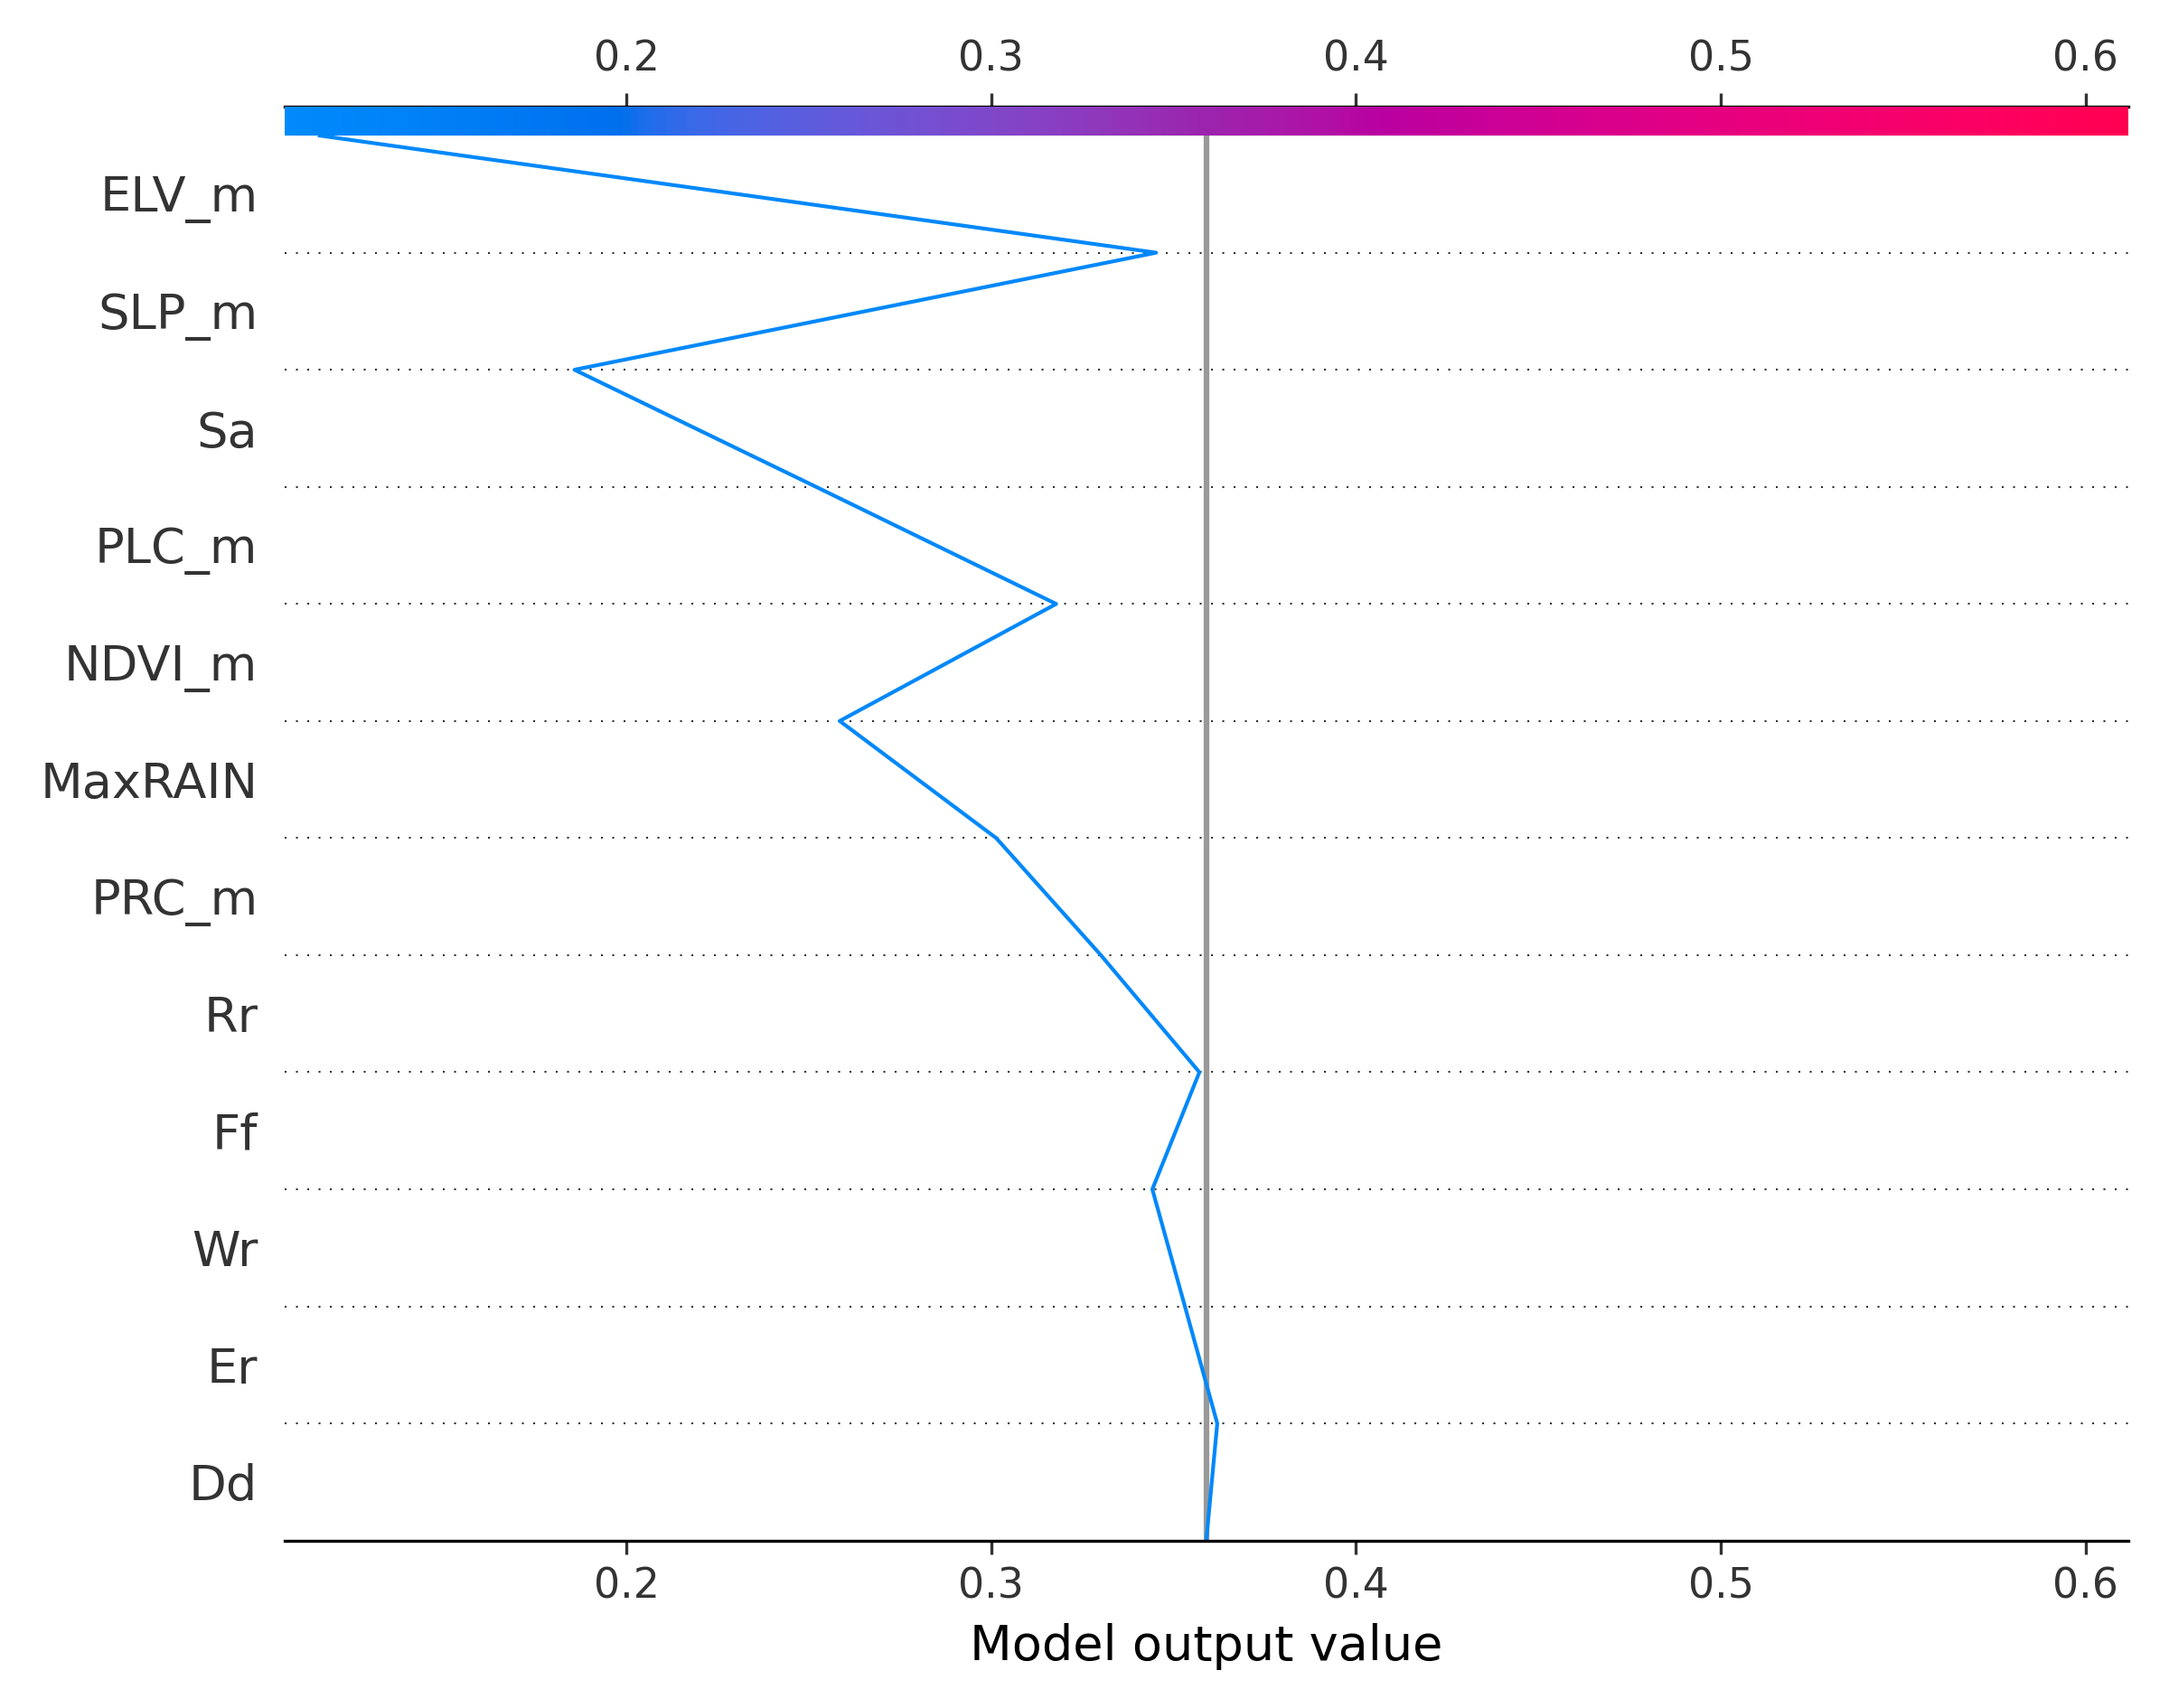 0.2 0.3 0.4 0.5 0.6
ELV_m
SLP_m
Sa
PLC_m
NDVI_m
MaxRAIN
PRC_m
Rr
Ff
Wr
Er
Dd
0.2 0.3 0.4 0.5 0.6
Model output value